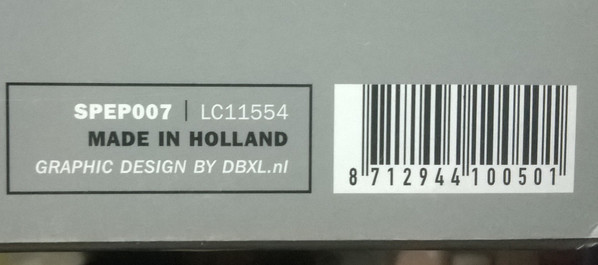 SPEP007 | LC11554
MADE IN HOLLAND
GRAPHIC DESIGN BY DBXL.nl
8 712944 100501